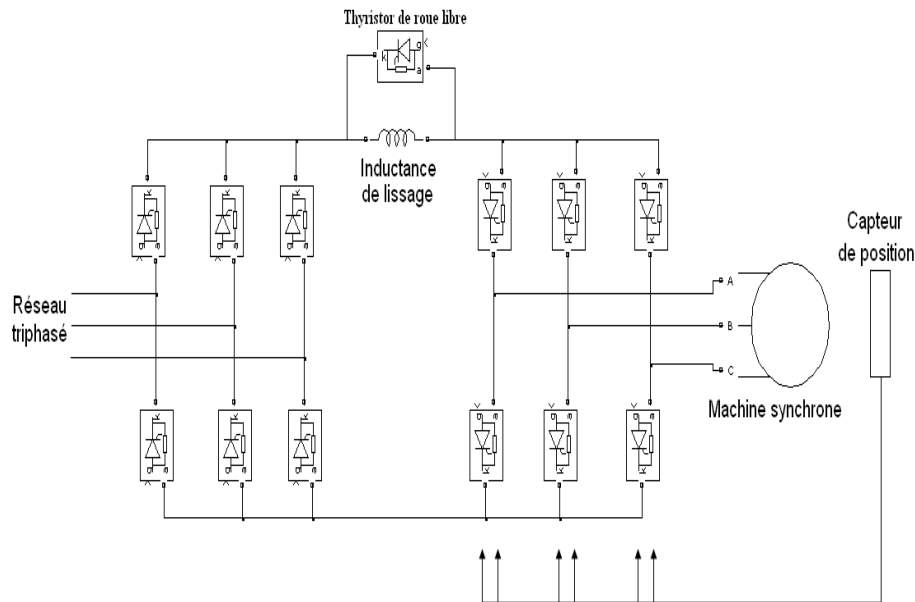 Thyristor de roue libre
g
k
a
Inductance
de lissage
k
k
k
g
a
g
a
g
a
g
a
g
a
g
a
k
k
k
Capteur
de position
Réseau
triphasé
A
B
C
Machine synchrone
k
k
k
g
a
g
a
g
a
g
a
g
a
g
a
k
k
k